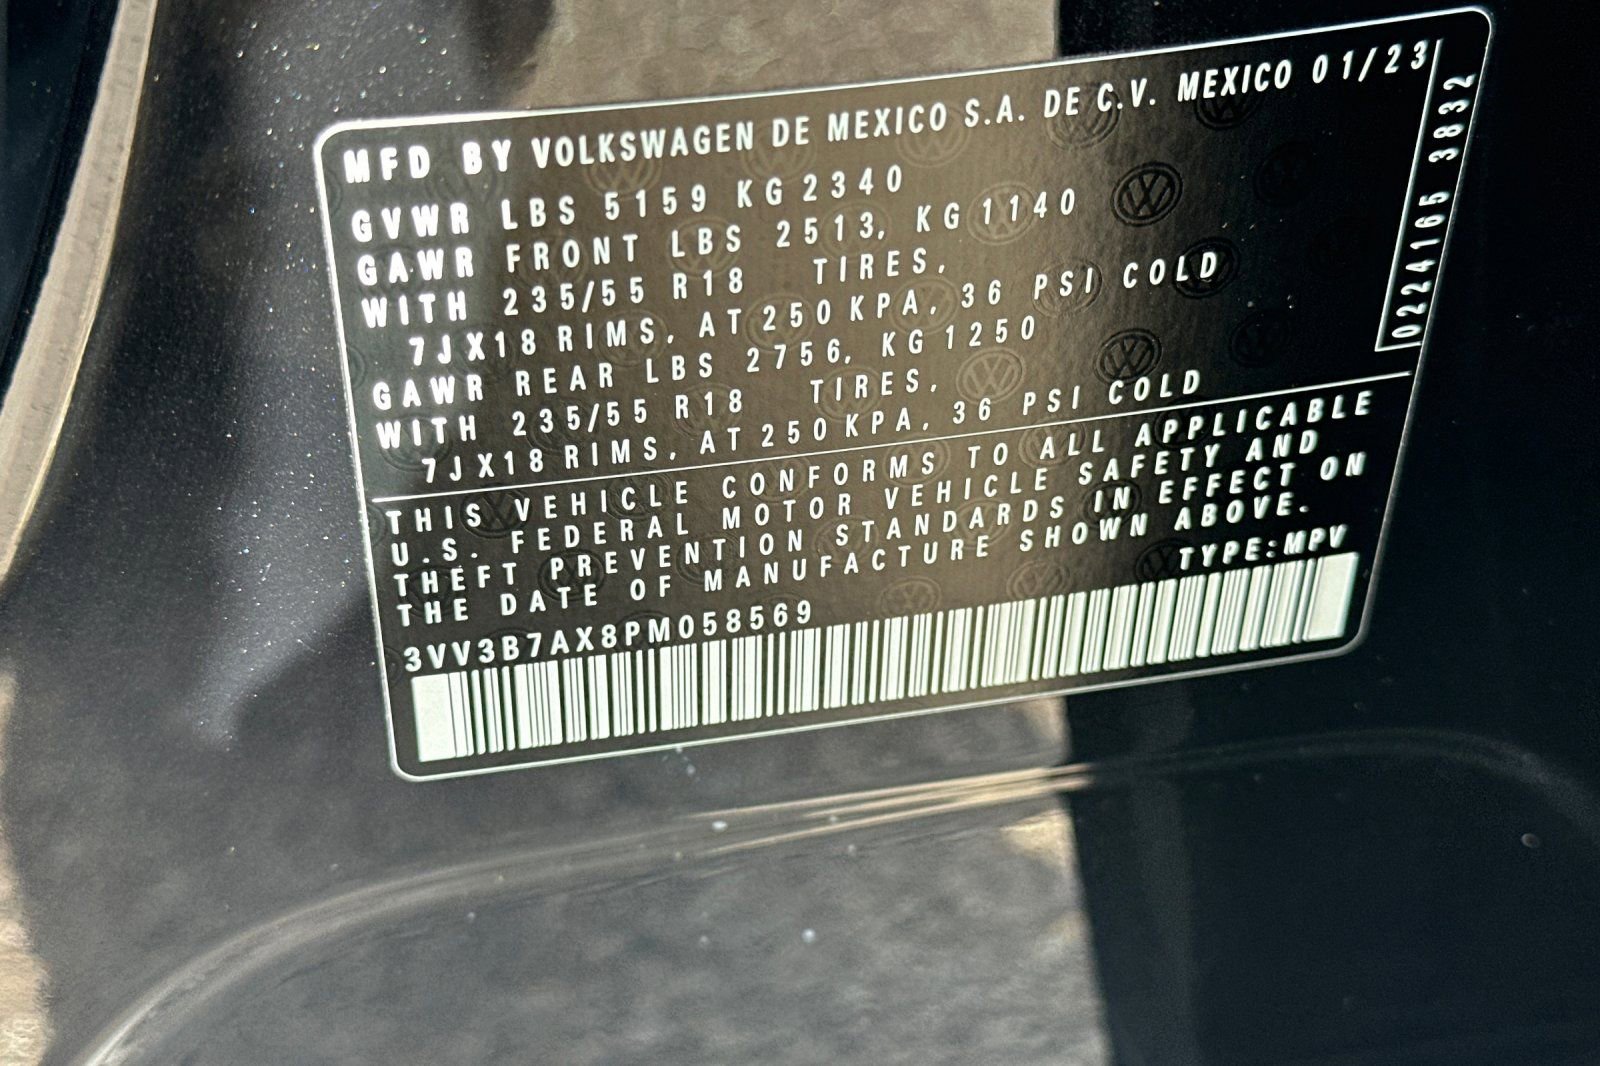 MFD BY VOLKSWAGEN DE MEXICO S.A. DE C.V. MEXICO 01/23
GVWR LBS 5159 KG 2340
GAWR FRONT LBS 2513, KG 1140
WITH 235/55 R18 TIRES,
7JX18 RIMS, AT 250 KPA, 36 PSI COLD
GAWR REAR LBS 2756, KG 1250
WITH 235/55 R18 TIRES,
7JX18 RIMS, AT 250 KPA, 36 PSI COLD
0224165 3832
THIS VEHICLE CONFORMS TO ALL APPLICABLE
U.S. FEDERAL MOTOR VEHICLE SAFETY AND
THEFT PREVENTION STANDARDS IN EFFECT ON
THE DATE OF MANUFACTURE SHOWN ABOVE.
TYPE:MPV
3VV3B7AX8PM058569